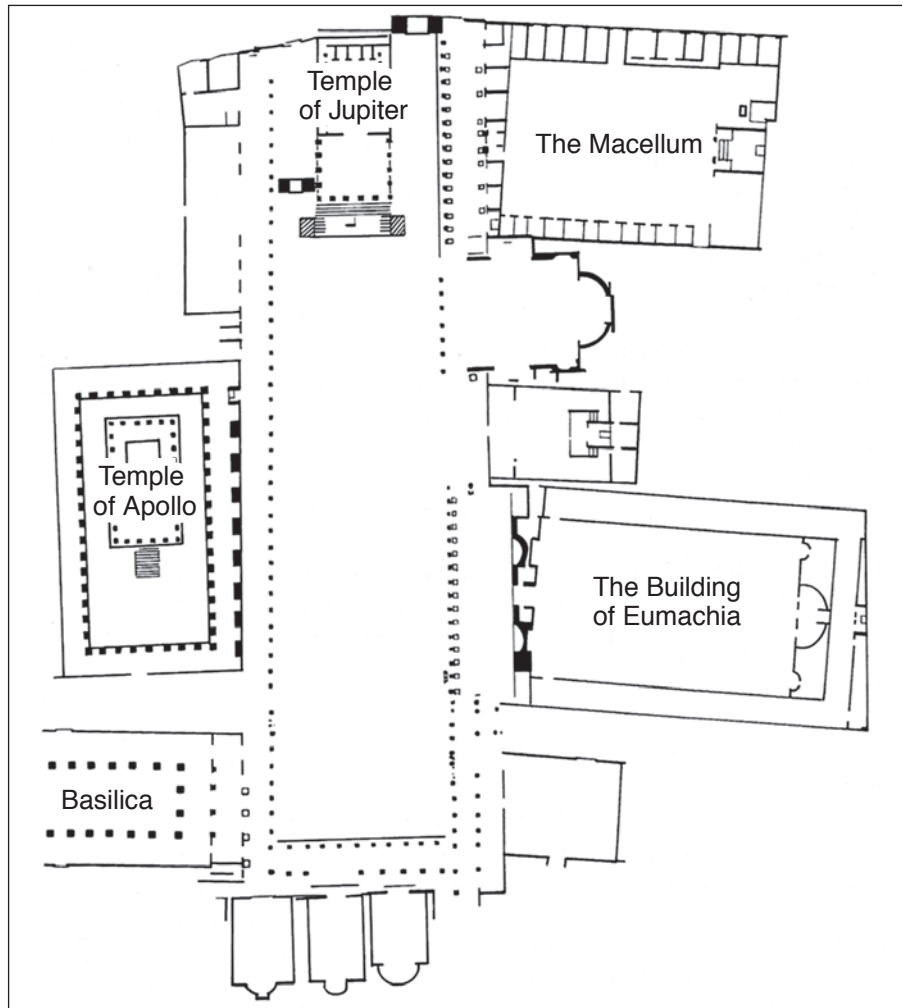 Temple
of Jupiter
The Macellum
Temple
of Apollo
The Building
of Eumachia
Basilica